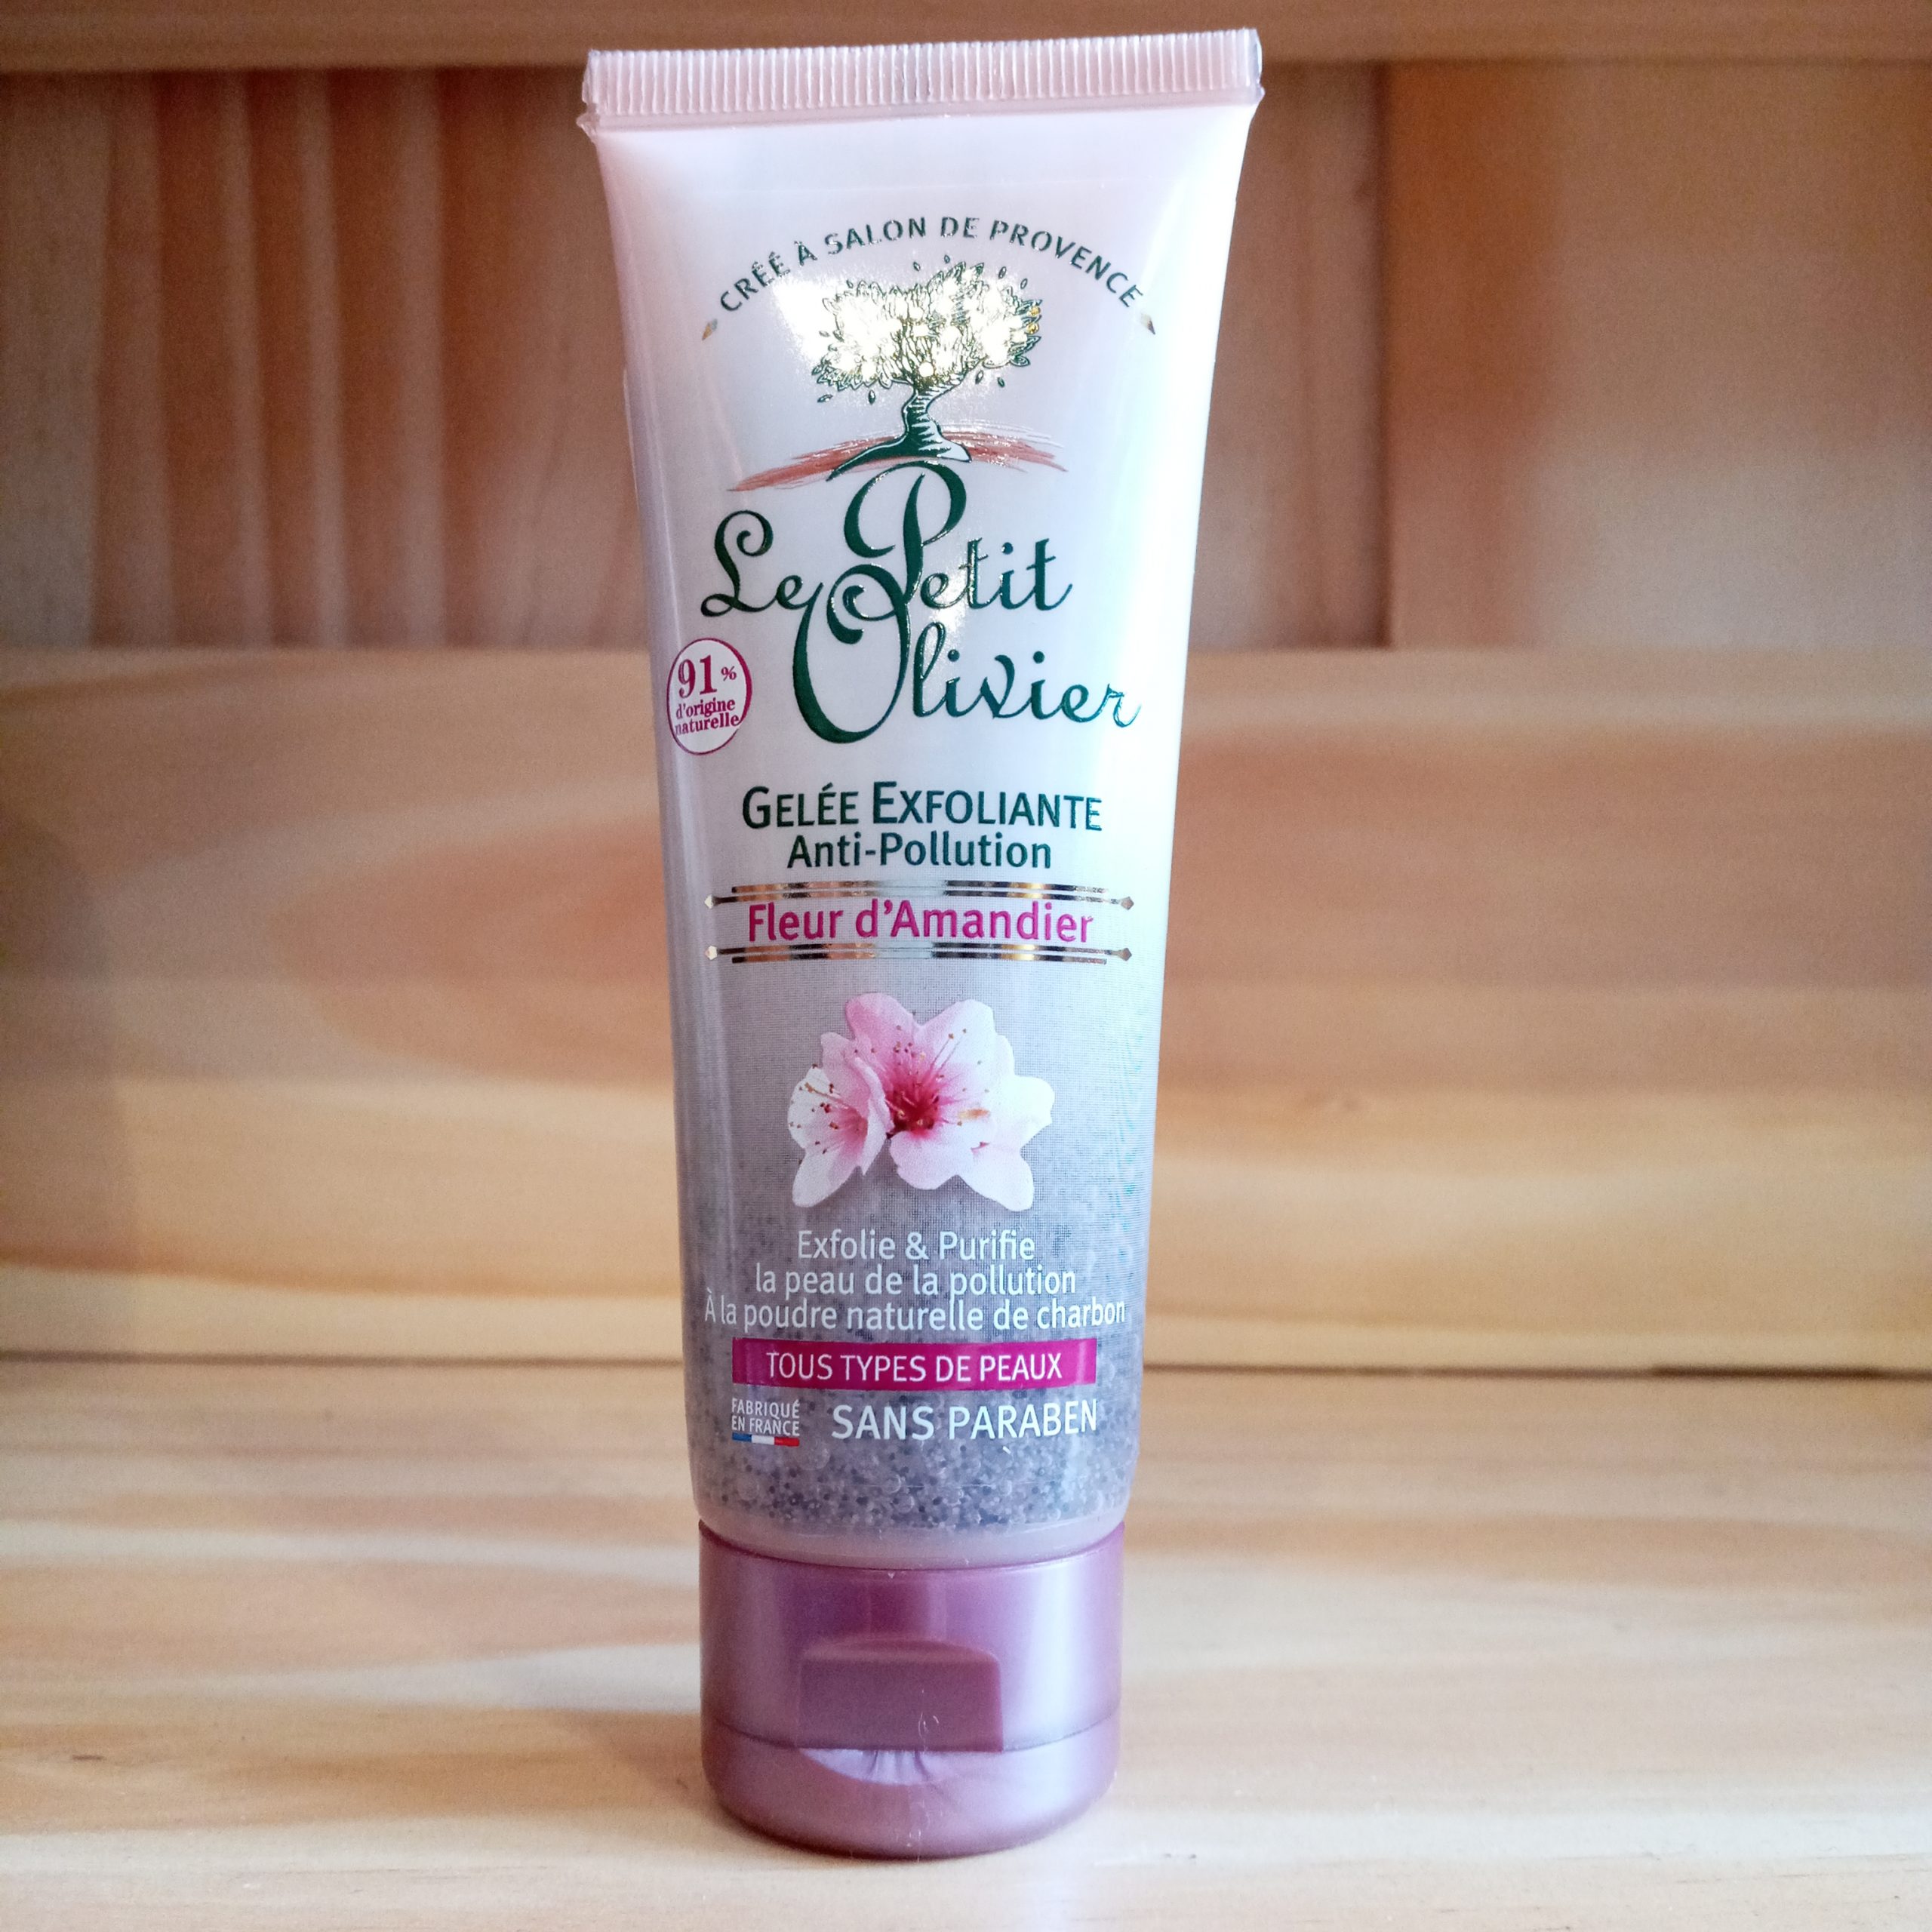 CRÉÉ À SALON DE PROVENCE
Le Petit
Olivier
91%
d'origine
naturelle
GELÉE EXFOLIANTE
Anti-Pollution
Fleur d'Amandier
Exfolie & Purifie
la peau de la pollution
À la poudre naturelle de charbon
TOUS TYPES DE PEAUX
FABRIQUÉ
EN FRANCE
SANS PARABEN